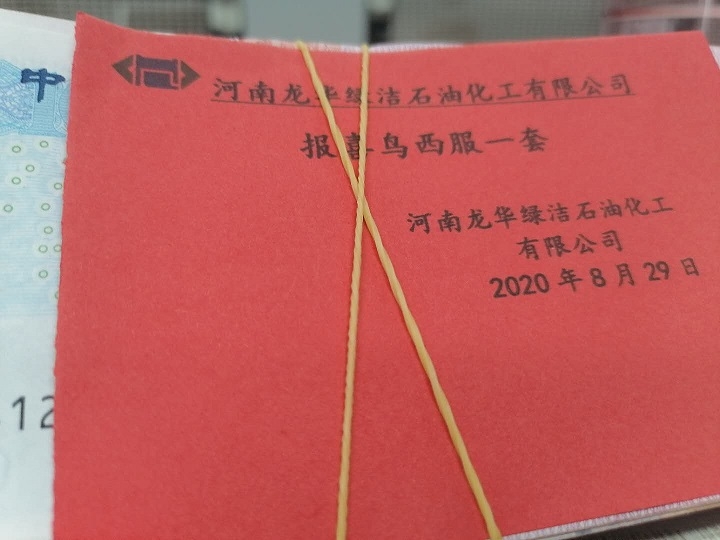 中
河南龙华绿洁石油化工有限公司
报喜鸟西服一套
河南龙华绿洁石油化工
有限公司
2020年8月29日
12